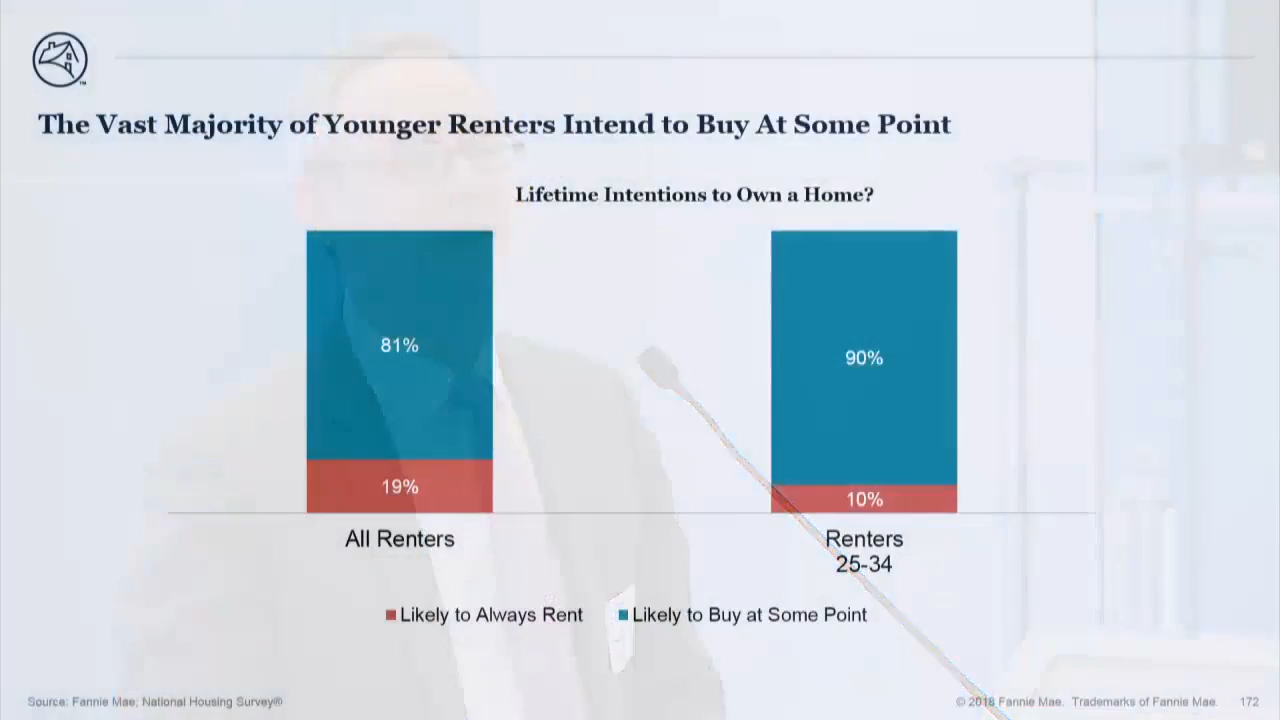 The Vast Majority of Younger Renters Intend to Buy At Some Point
Lifetime Intentions to Own a Home?
81%
90%
19%
10%
All Renters
Renters
25-34
Likely to Always Rent
Likely to Buy at Some Point
Source: Fannie Mae; National Housing Survey®
© 2018 Fannie Mae. Trademarks of Fannie Mae.
172